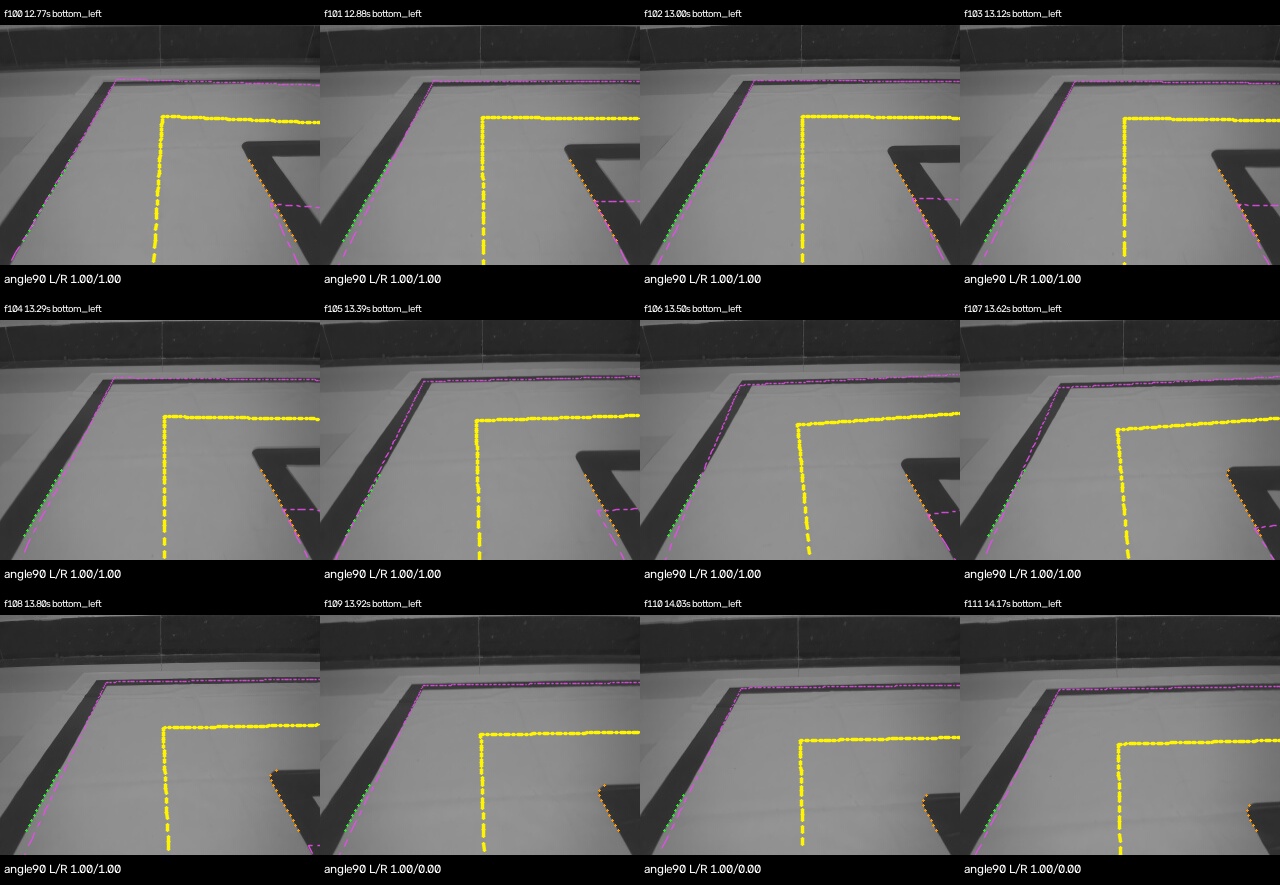 f100 12.77s bottom_left
f101 12.88s bottom_left
f102 13.00s bottom_left
f103 13.12s bottom_left
angle90 L/R 1.00/1.00
angle90 L/R 1.00/1.00
angle90 L/R 1.00/1.00
angle90 L/R 1.00/1.00
f104 13.29s bottom_left
f105 13.39s bottom_left
f106 13.50s bottom_left
f107 13.62s bottom_left
angle90 L/R 1.00/1.00
angle90 L/R 1.00/1.00
angle90 L/R 1.00/1.00
angle90 L/R 1.00/1.00
f108 13.80s bottom_left
f109 13.92s bottom_left
f110 14.03s bottom_left
f111 14.17s bottom_left
angle90 L/R 1.00/1.00
angle90 L/R 1.00/0.00
angle90 L/R 1.00/0.00
angle90 L/R 1.00/0.00